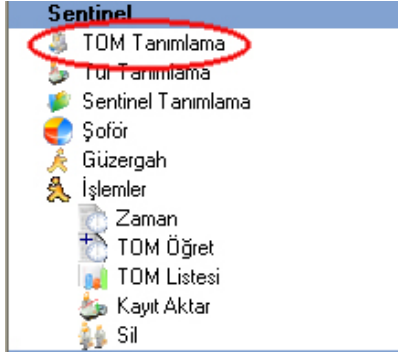 Sentinel
TOM Tanımlama
Tur Tanımlama
Sentinel Tanımlama
Şoför
Güzergah
İşlemler
Zaman
TOM Öğret
TOM Listesi
Kayıt Aktar
Sil